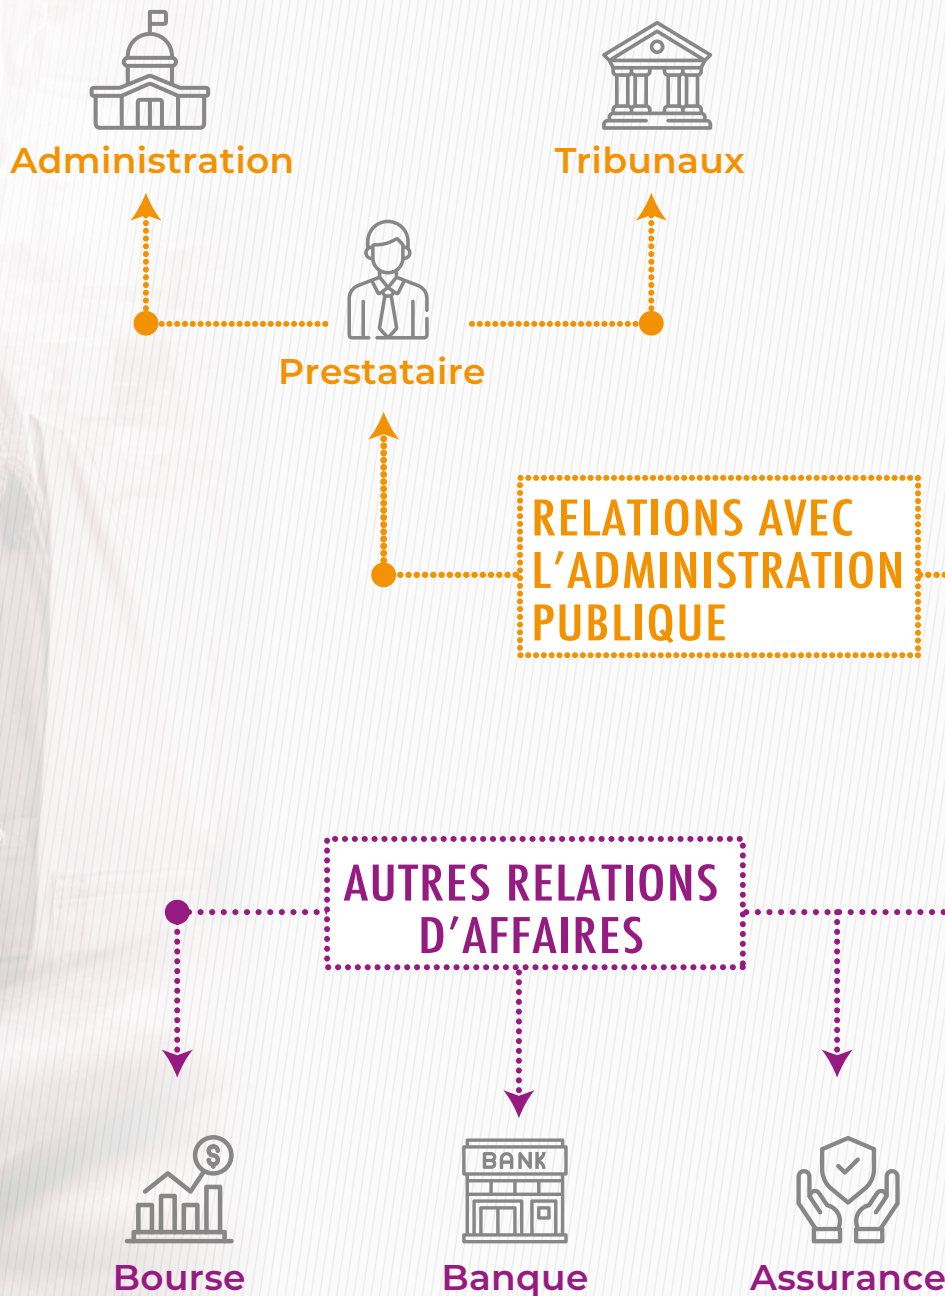 Administration
Tribunaux
Prestataire
RELATIONS AVEC
L’ADMINISTRATION
PUBLIQUE
AUTRES RELATIONS
D’AFFAIRES
$
BANK
Bourse
Banque
Assurance